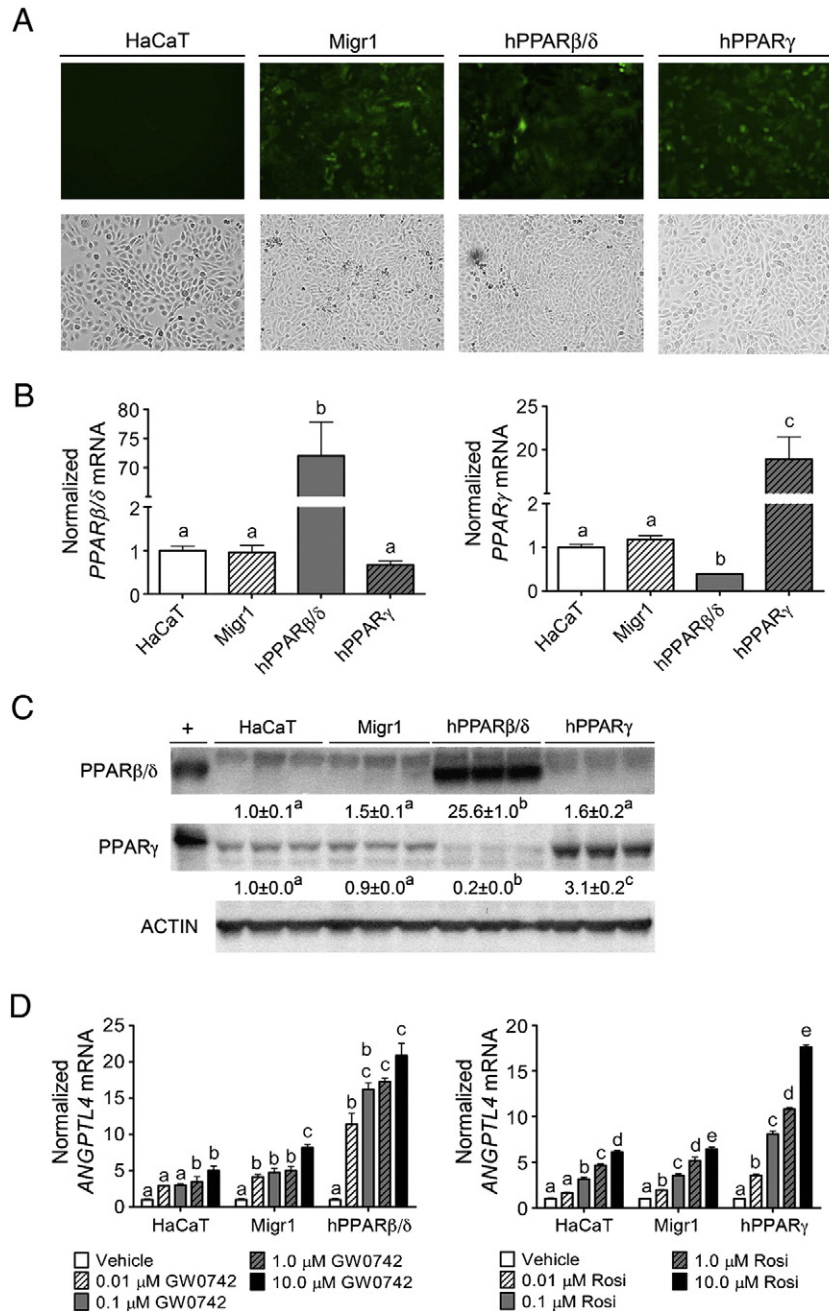 A
HaCaT Migr1 hPPARβ/δ hPPARγ
B
Normalized
PPARβ/δ mRNA
80
75
70
2
1
0
a a b a
HaCaT Migr1 hPPARβ/δ hPPARγ
Normalized
PPARγ mRNA
25
20
15
2
1
0
a a b c
HaCaT Migr1 hPPARβ/δ hPPARγ
C
+ HaCaT Migr1 hPPARβ/δ hPPARγ
PPARβ/δ
1.0±0.1a 1.5±0.1a 25.6±1.0b 1.6±0.2a
PPARγ
1.0±0.0a 0.9±0.0a 0.2±0.0b 3.1±0.2c
ACTIN
D
Normalized
ANGPTL4 mRNA
25
20
15
10
5
0
a a a b b
a b b b c
a b b c c c
HaCaT Migr1 hPPARβ/δ
Vehicle
0.01 μM GW0742
0.1 μM GW0742
1.0 μM GW0742
10.0 μM GW0742
Normalized
ANGPTL4 mRNA
20
15
10
5
0
a a b c d
a b c d e
a b c d e
HaCaT Migr1 hPPARγ
Vehicle
0.01 μM Rosi
0.1 μM Rosi
1.0 μM Rosi
10.0 μM Rosi